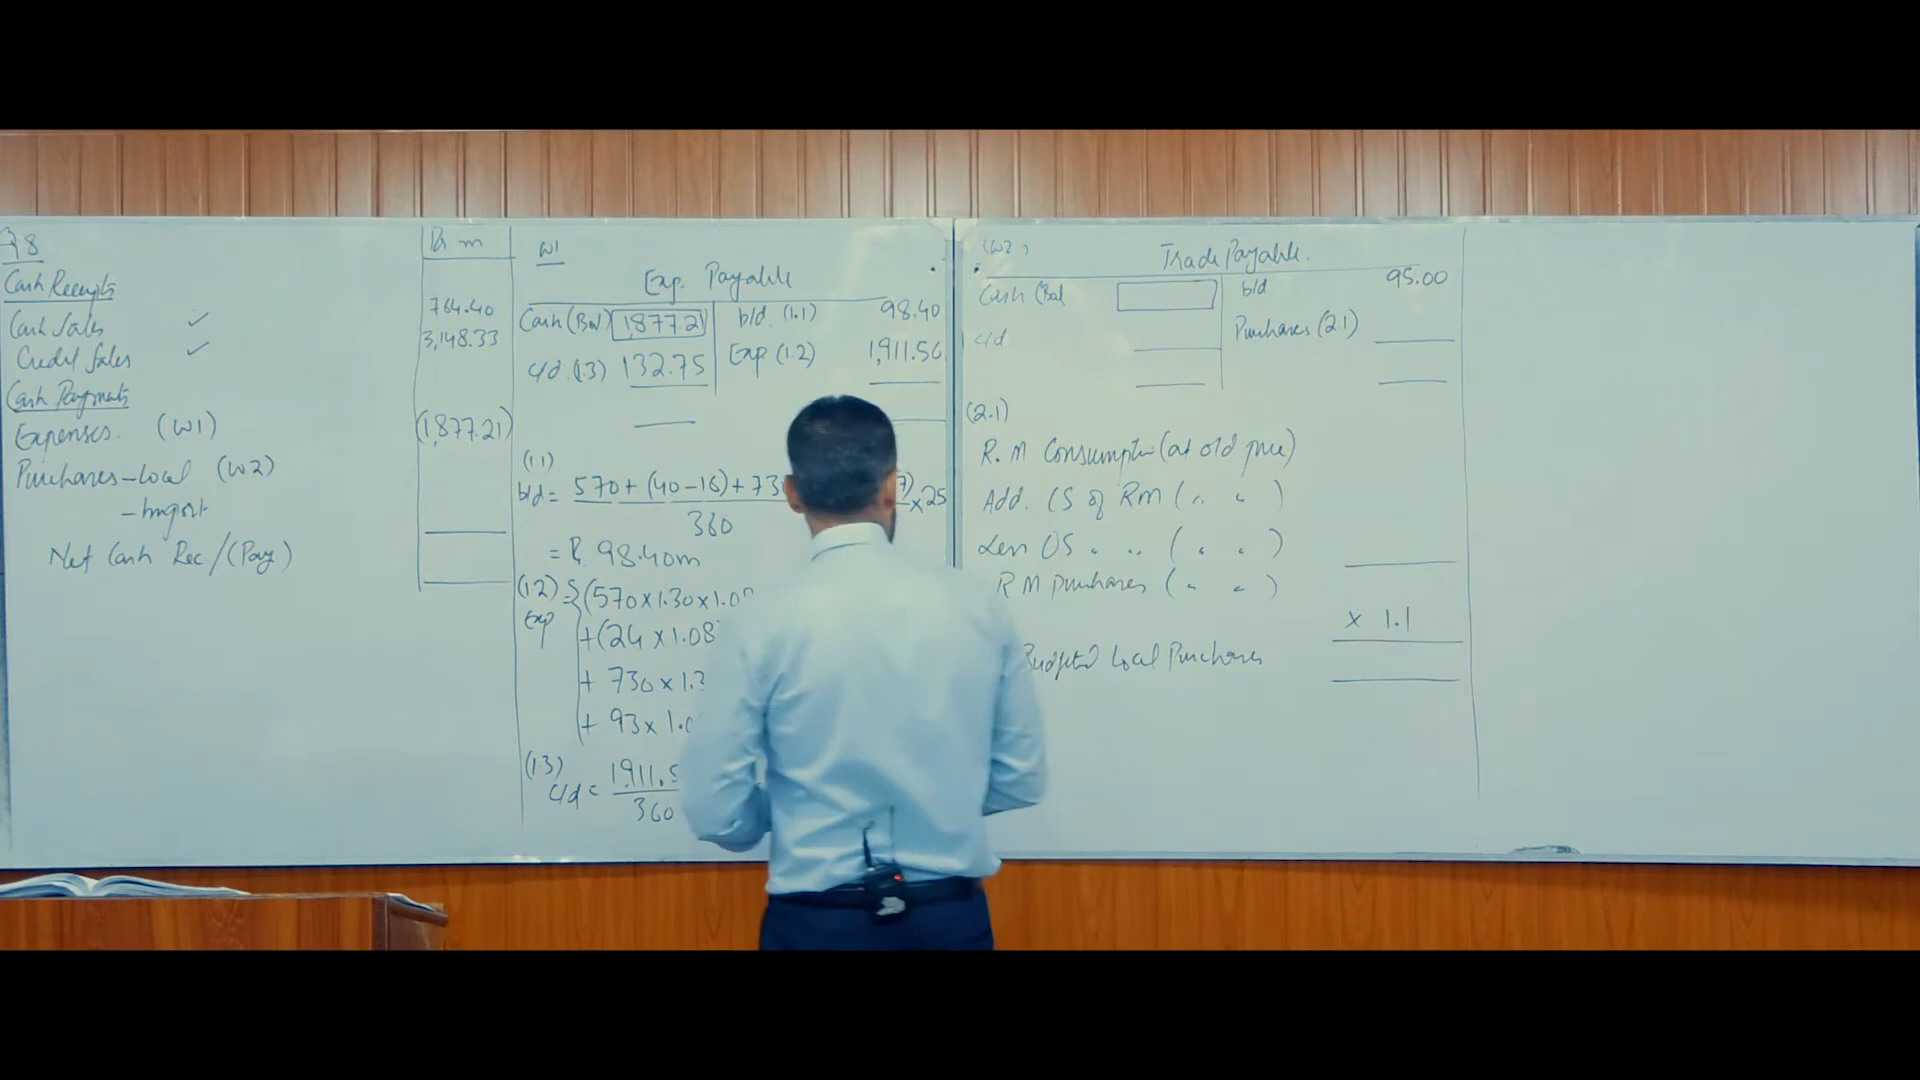 Q8
Rs m
Cash Receipts
Cash Sales ✓ 764.40
Credit Sales ✓ 3,148.33
Cash Payments
Expenses. (W1) (1,877.21)
Purchases-Local (W2)
-Import
Net Cash Rec/(Pay)
W1
Exp. Payable
Cash (Bal) 1,877.21 b/d. (1.1) 98.40
c/d. (1.3) 132.75 Exp (1.2) 1,911.56
(1.1)
b/d = 570 + (40-16) + 73
360
7) × 25
= Rs 98.40m
(1.2) = {(570×1.30×1.0
Exp +(24×1.08
+ 730×1.
+ 93×1.0
(1.3)
c/d = 1911.5
360
(W2)
Trade Payable.
Cash (Bal b/d 95.00
c/d Purchases (2.1)
(2.1)
R.M Consumption (at old price)
Add. CS of RM (" " )
Less OS " " ( " " )
RM purchases ( " " )
× 1.1
Budgeted Local Purchases